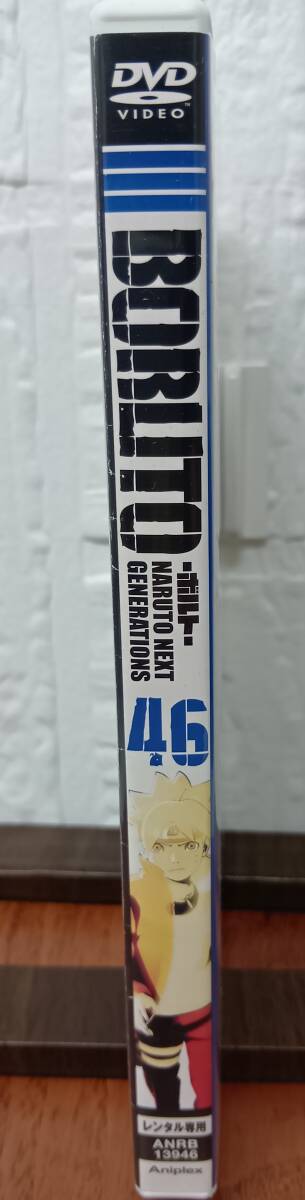 DVD
VIDEO
BORUTO
-ボルト-
NARUTO NEXT
GENERATIONS
46
レンタル専用
ANRB
13946
Aniplex